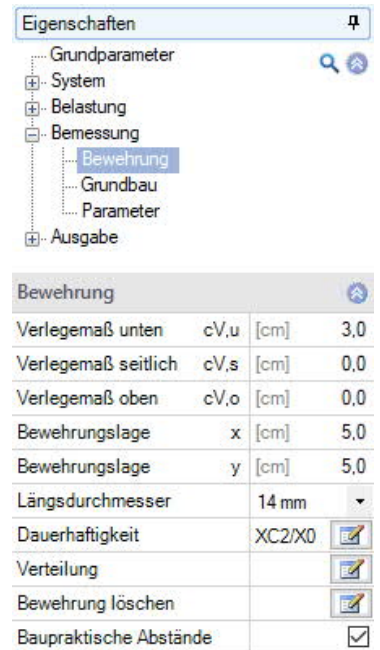 Eigenschaften
Grundparameter
System
Belastung
Bemessung
Bewehrung
Grundbau
Parameter
Ausgabe
Bewehrung
Verlegemaß unten cV,u [cm] 3,0
Verlegemaß seitlich cV,s [cm] 0,0
Verlegemaß oben cV,o [cm] 0,0
Bewehrungslage x [cm] 5,0
Bewehrungslage y [cm] 5,0
Längsdurchmesser 14 mm
Dauerhaftigkeit XC2/X0
Verteilung
Bewehrung löschen
Baupraktische Abstände